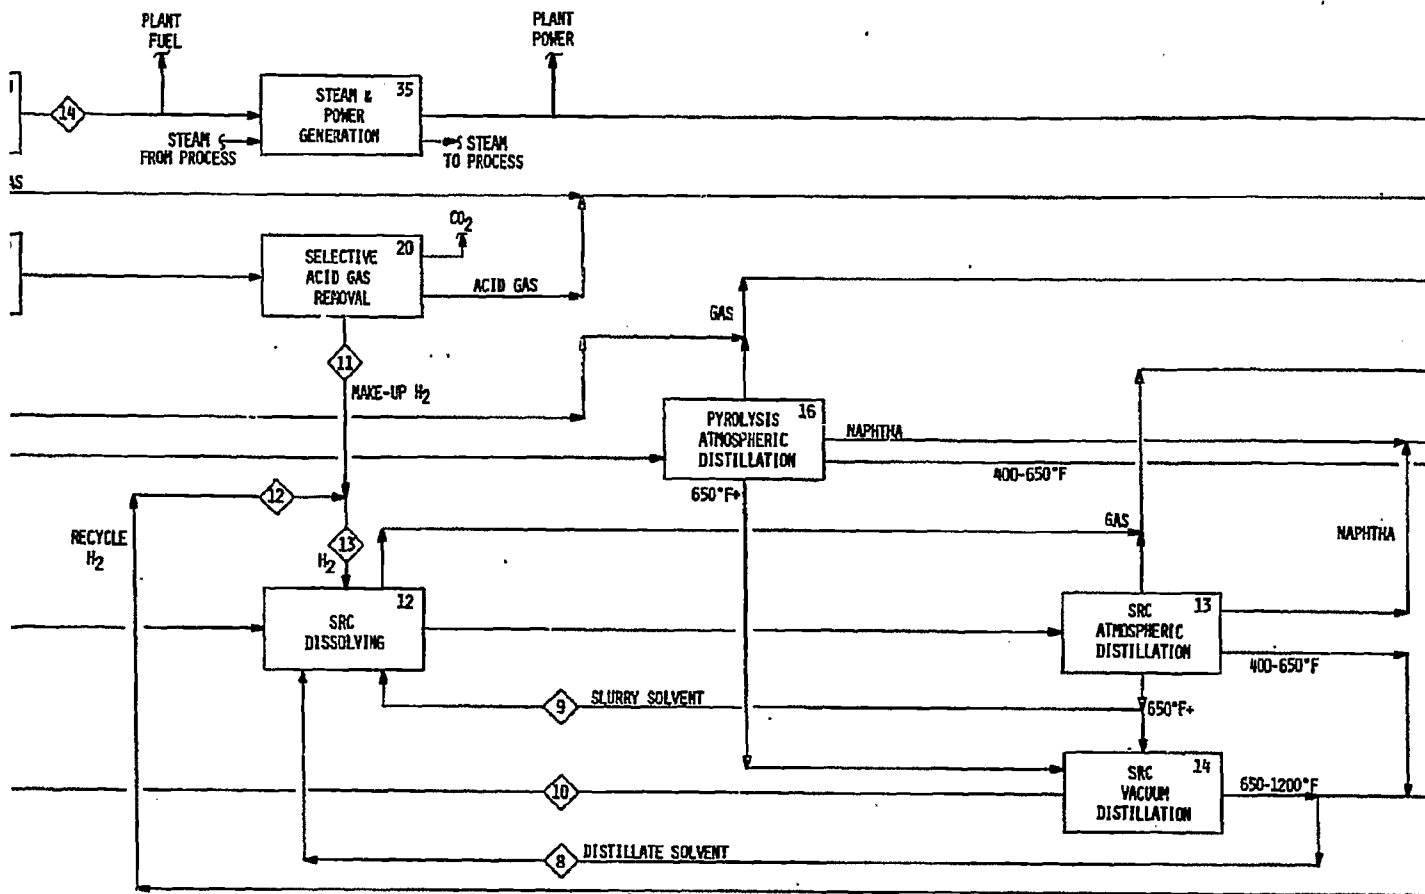 PLANT
FUEL
PLANT
POWER
14
35
STEAM &
POWER
GENERATION
STEAM
FROM PROCESS
STEAM
TO PROCESS
AS
CO2
20
SELECTIVE
ACID GAS
REMOVAL
ACID GAS
GAS
11
MAKE-UP H2
16
PYROLYSIS
ATMOSPHERIC
DISTILLATION
NAPHTHA
400-650°F
650°F+
12
RECYCLE
H2
13
H2
GAS
NAPHTHA
12
SRC
DISSOLVING
13
SRC
ATMOSPHERIC
DISTILLATION
400-650°F
9
SLURRY SOLVENT
650°F+
14
SRC
VACUUM
DISTILLATION
650-1200°F
10
8
DISTILLATE SOLVENT